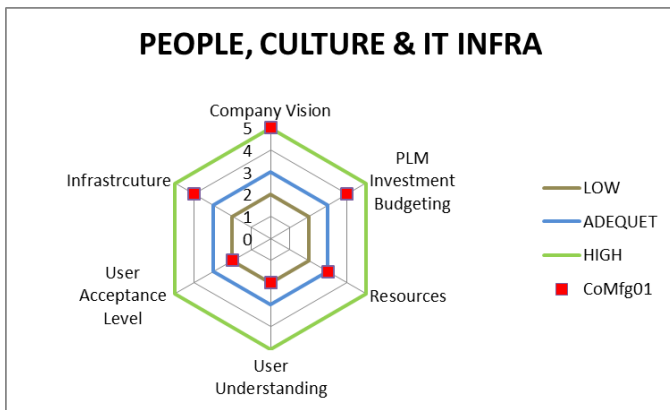 PEOPLE, CULTURE & IT INFRA
Company Vision
5
4
3
2
1
0
PLM
Investment
Budgeting
Resources
User
Understanding
User
Acceptance
Level
Infrastrcuture
LOW
ADEQUET
HIGH
CoMfg01